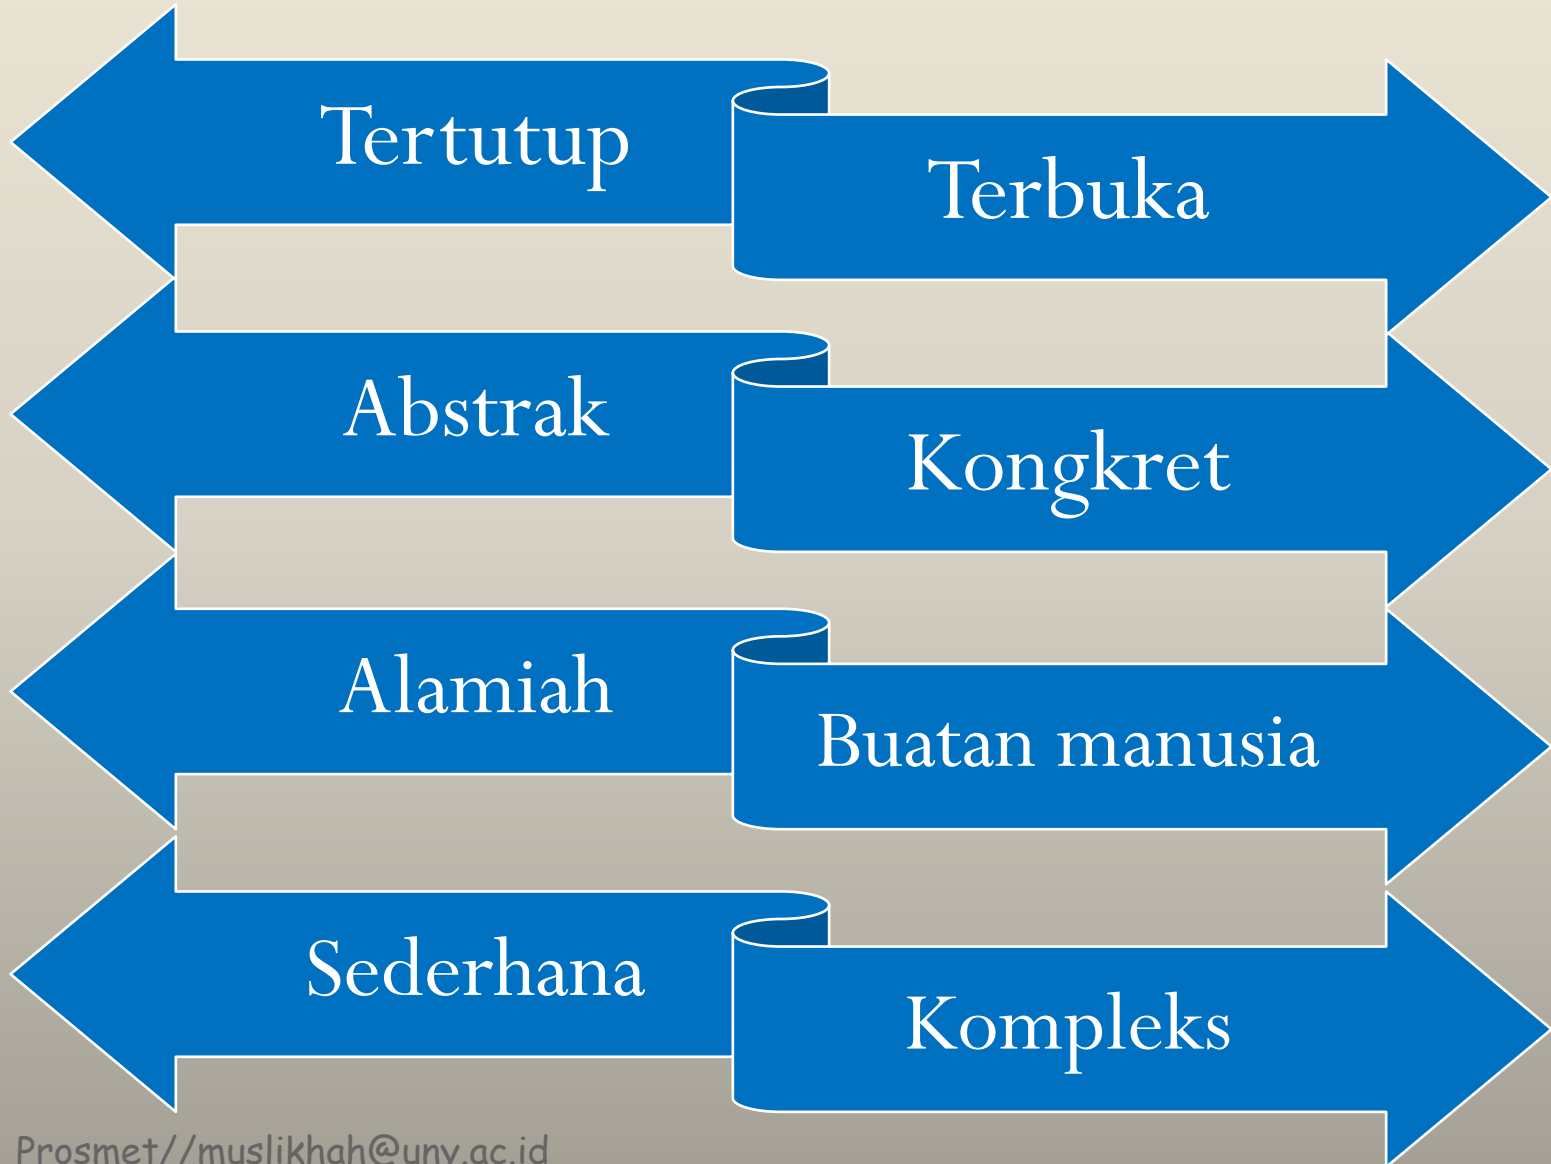 Tertutup
Terbuka
Abstrak
Kongkret
Alamiah
Buatan manusia
Sederhana
Kompleks
Prosmet//muslikhah@uny.ac.id